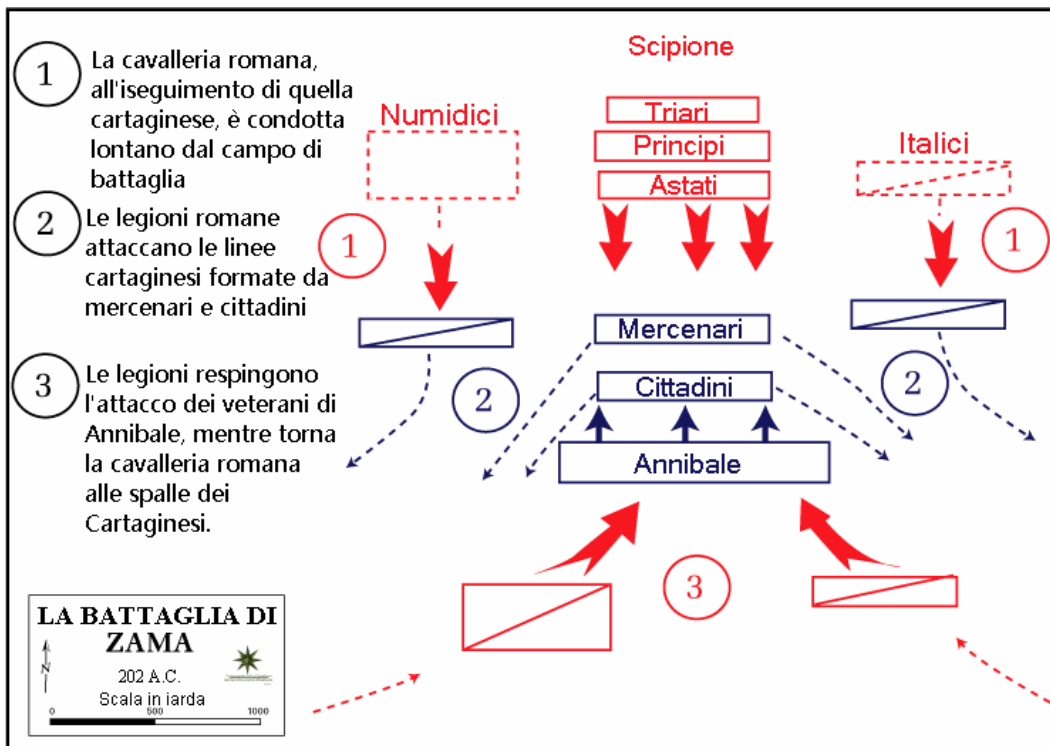 1
La cavalleria romana,
all'iseguimento di quella
cartaginese, è condotta
lontano dal campo di
battaglia
2
Le legioni romane
attaccano le linee
cartaginesi formate da
mercenari e cittadini
3
Le legioni respingono
l'attacco dei veterani di
Annibale, mentre torna
la cavalleria romana
alle spalle dei
Cartaginesi.
Scipione
Numidici
Triari
Principi
Astati
Italici
1
1
Mercenari
Cittadini
Annibale
2
2
3
LA BATTAGLIA DI
ZAMA
N
202 A.C.
Scala in iarda
0 500 1000